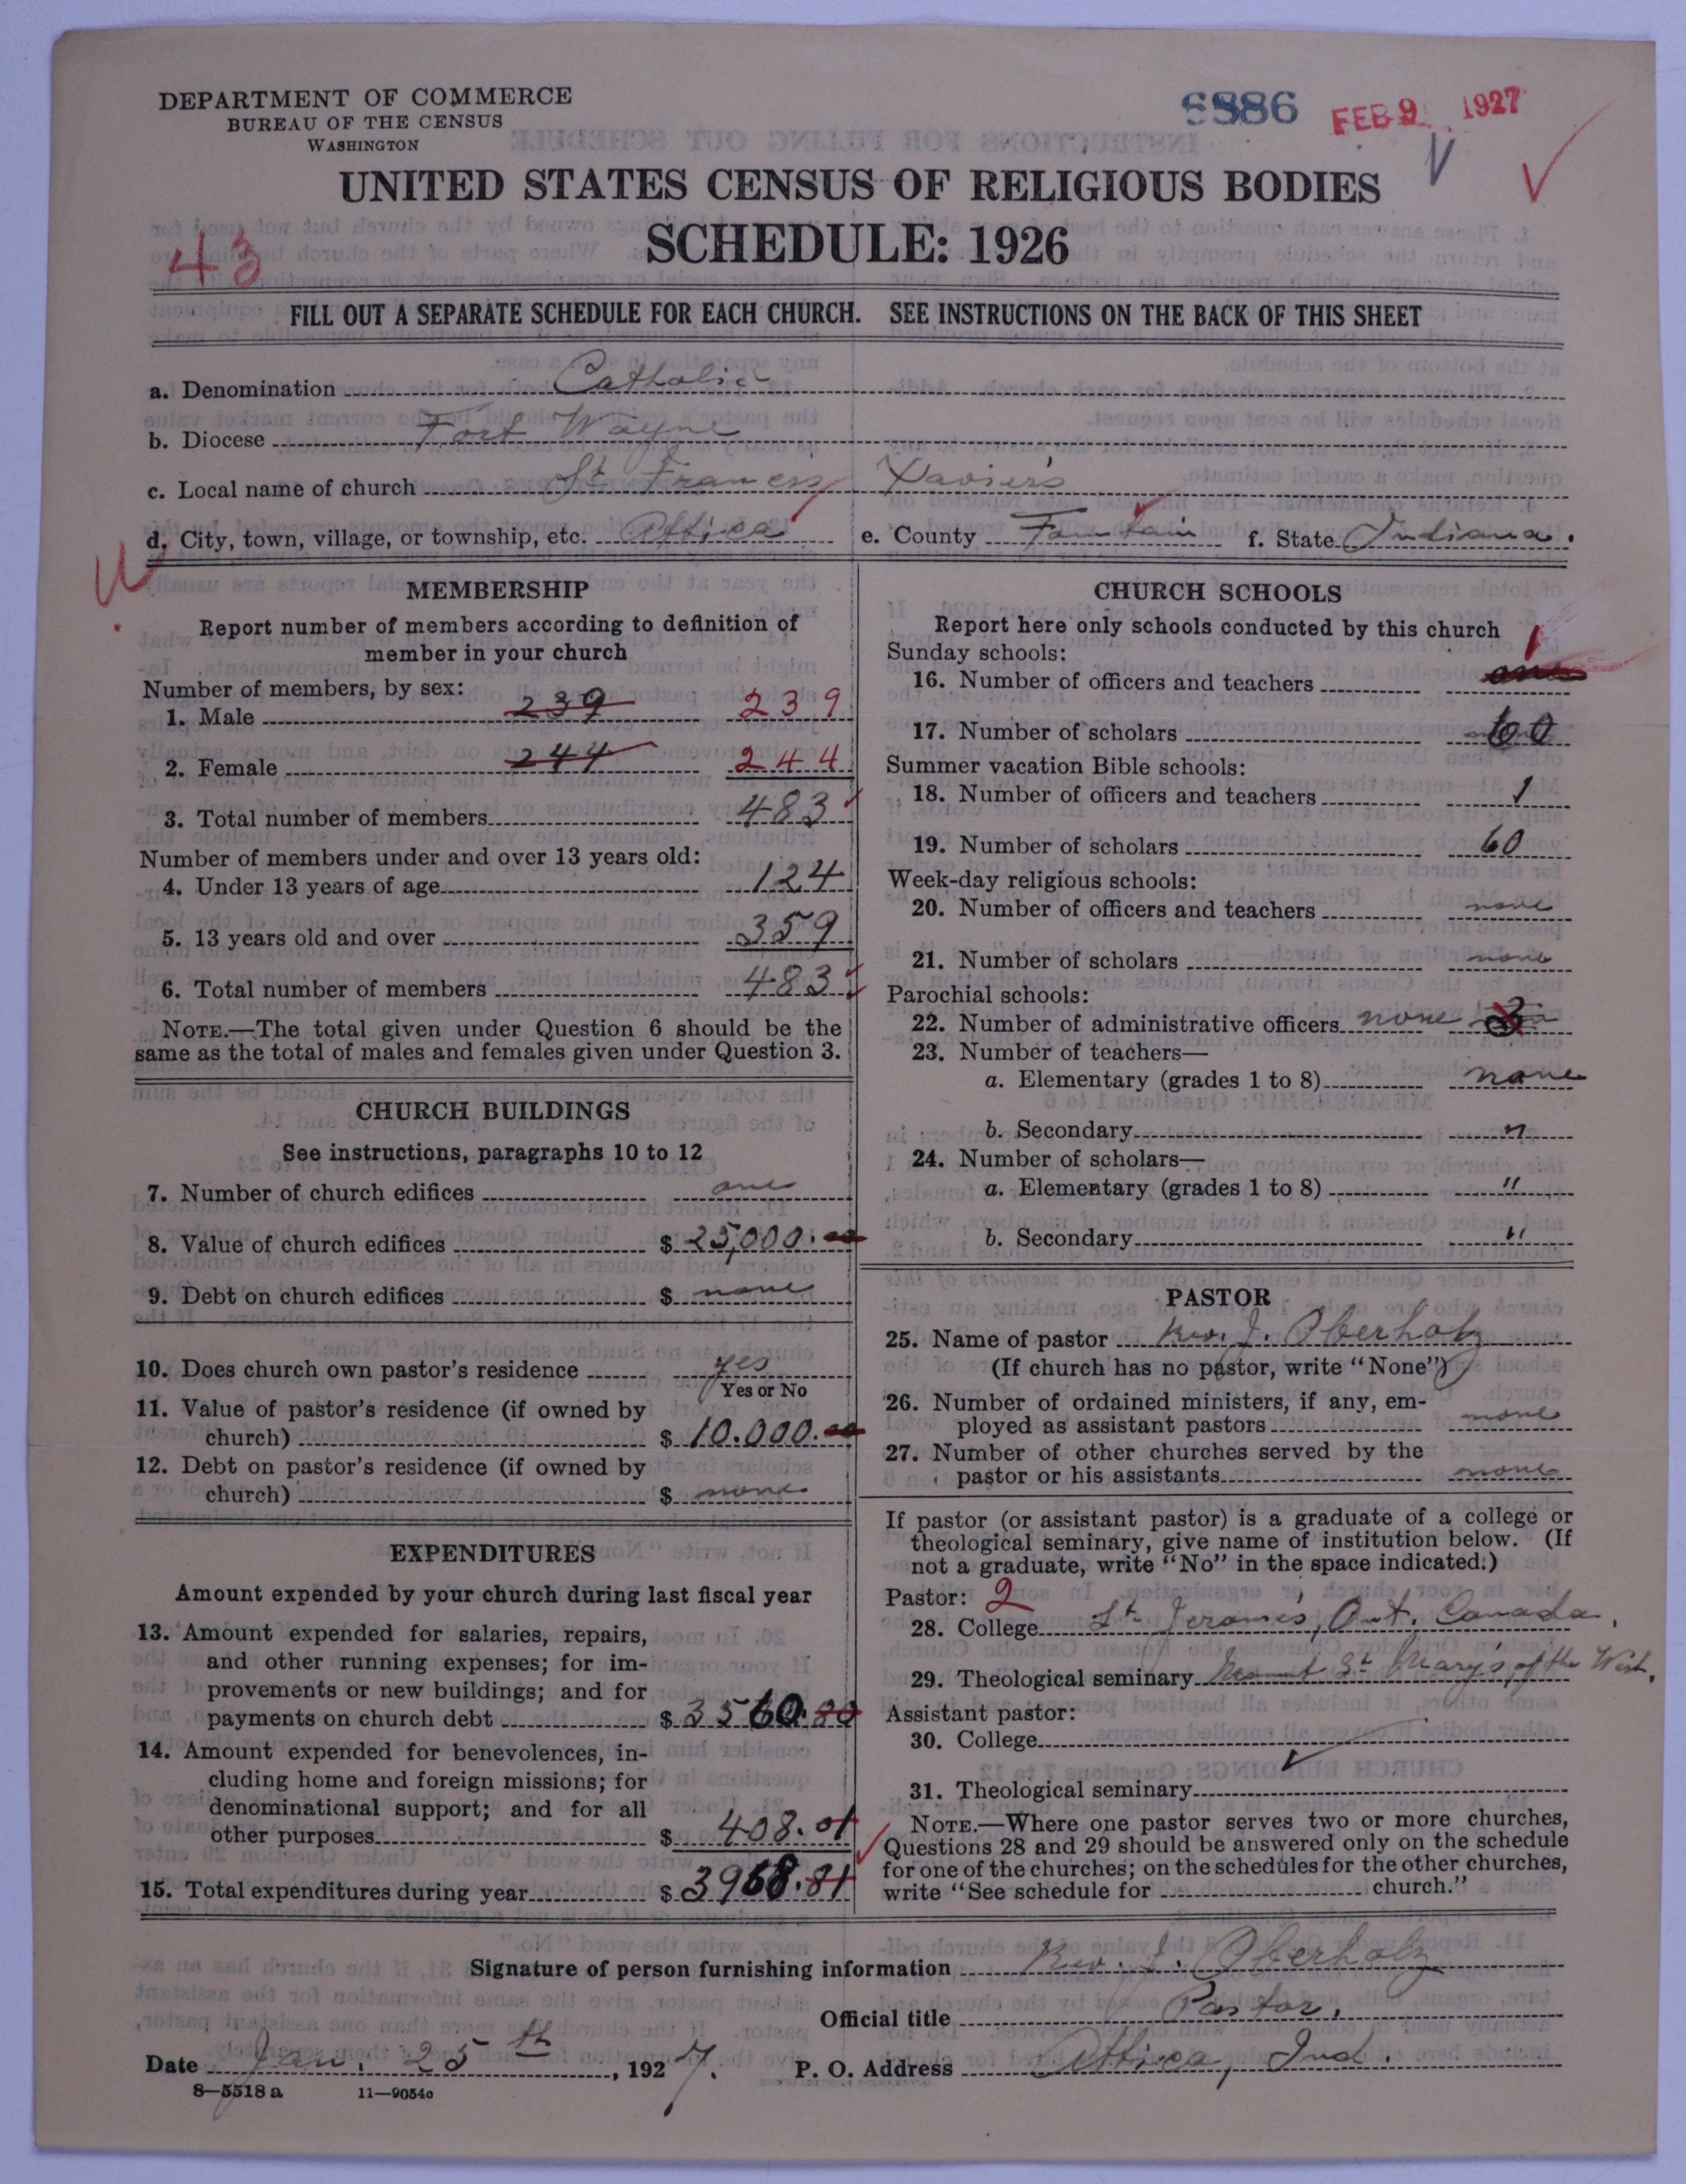 DEPARTMENT OF COMMERCE
BUREAU OF THE CENSUS
WASHINGTON
6886 FEB 9 1927
UNITED STATES CENSUS OF RELIGIOUS BODIES
SCHEDULE: 1926
43
FILL OUT A SEPARATE SCHEDULE FOR EACH CHURCH. SEE INSTRUCTIONS ON THE BACK OF THIS SHEET
a. Denomination Catholic
b. Diocese Fort Wayne
c. Local name of church St. Francis Xavier's
d. City, town, village, or township, etc. Attica e. County Fountain f. State Indiana.
MEMBERSHIP
Report number of members according to definition of
member in your church
Number of members, by sex:
1. Male 239 239
2. Female 244 244
3. Total number of members 483
Number of members under and over 13 years old:
4. Under 13 years of age 124
5. 13 years old and over 359
6. Total number of members 483
NOTE.—The total given under Question 6 should be the
same as the total of males and females given under Question 3.
CHURCH BUILDINGS
See instructions, paragraphs 10 to 12
7. Number of church edifices one
8. Value of church edifices $ 25,000.00
9. Debt on church edifices $ none
10. Does church own pastor's residence yes
Yes or No
11. Value of pastor's residence (if owned by
church) $ 10.000.00
12. Debt on pastor's residence (if owned by
church) $ none
EXPENDITURES
Amount expended by your church during last fiscal year
13. Amount expended for salaries, repairs,
and other running expenses; for im-
provements or new buildings; and for
payments on church debt $ 3560.80
14. Amount expended for benevolences, in-
cluding home and foreign missions; for
denominational support; and for all
other purposes $ 408.01
15. Total expenditures during year $ 3968.81
CHURCH SCHOOLS
Report here only schools conducted by this church
Sunday schools: 1
16. Number of officers and teachers one
17. Number of scholars 60
Summer vacation Bible schools:
18. Number of officers and teachers 1
19. Number of scholars 60
Week-day religious schools:
20. Number of officers and teachers none
21. Number of scholars none
Parochial schools:
22. Number of administrative officers none 3
23. Number of teachers—
a. Elementary (grades 1 to 8) none
b. Secondary "
24. Number of scholars—
a. Elementary (grades 1 to 8) "
b. Secondary "
PASTOR
25. Name of pastor Rev. J. Oberholz
(If church has no pastor, write "None")
26. Number of ordained ministers, if any, em-
ployed as assistant pastors none
27. Number of other churches served by the
pastor or his assistants none
If pastor (or assistant pastor) is a graduate of a college or
theological seminary, give name of institution below. (If
not a graduate, write "No" in the space indicated.)
Pastor: 2
28. College St. Jerome's, Ont. Canada.
29. Theological seminary Mount St. Mary's of the West.
Assistant pastor:
30. College
31. Theological seminary
NOTE.—Where one pastor serves two or more churches,
Questions 28 and 29 should be answered only on the schedule
for one of the churches; on the schedules for the other churches,
write "See schedule for church."
Signature of person furnishing information Rev. J. Oberholz
Official title Pastor.
Date Jan. 25th, 1927. P. O. Address Attica, Ind.
8—5518 a 11—9054c